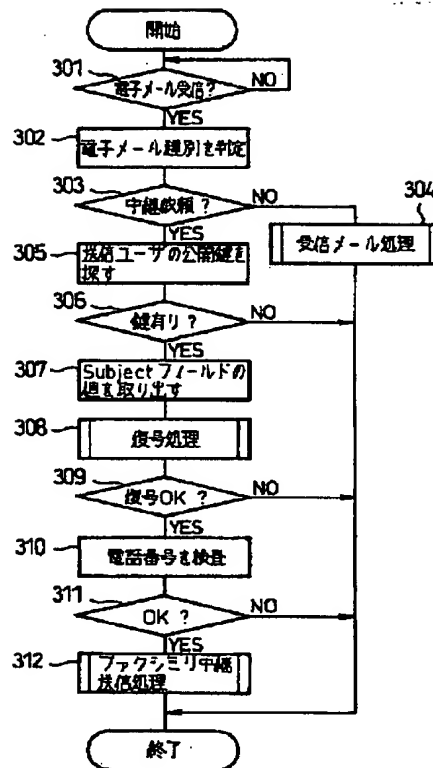 開始
301
電子メール受信?
NO
YES
302
電子メール種別を判定
303
中継依頼?
NO
304
YES
受信メール処理
305
送信ユーザの公開鍵を
探す
306
鍵有り?
NO
YES
307
Subjectフィールドの
値を取り出す
308
復号処理
309
復号OK?
NO
YES
310
電話番号を検査
311
OK?
NO
YES
312
ファクシミリ中継
送信処理
終了